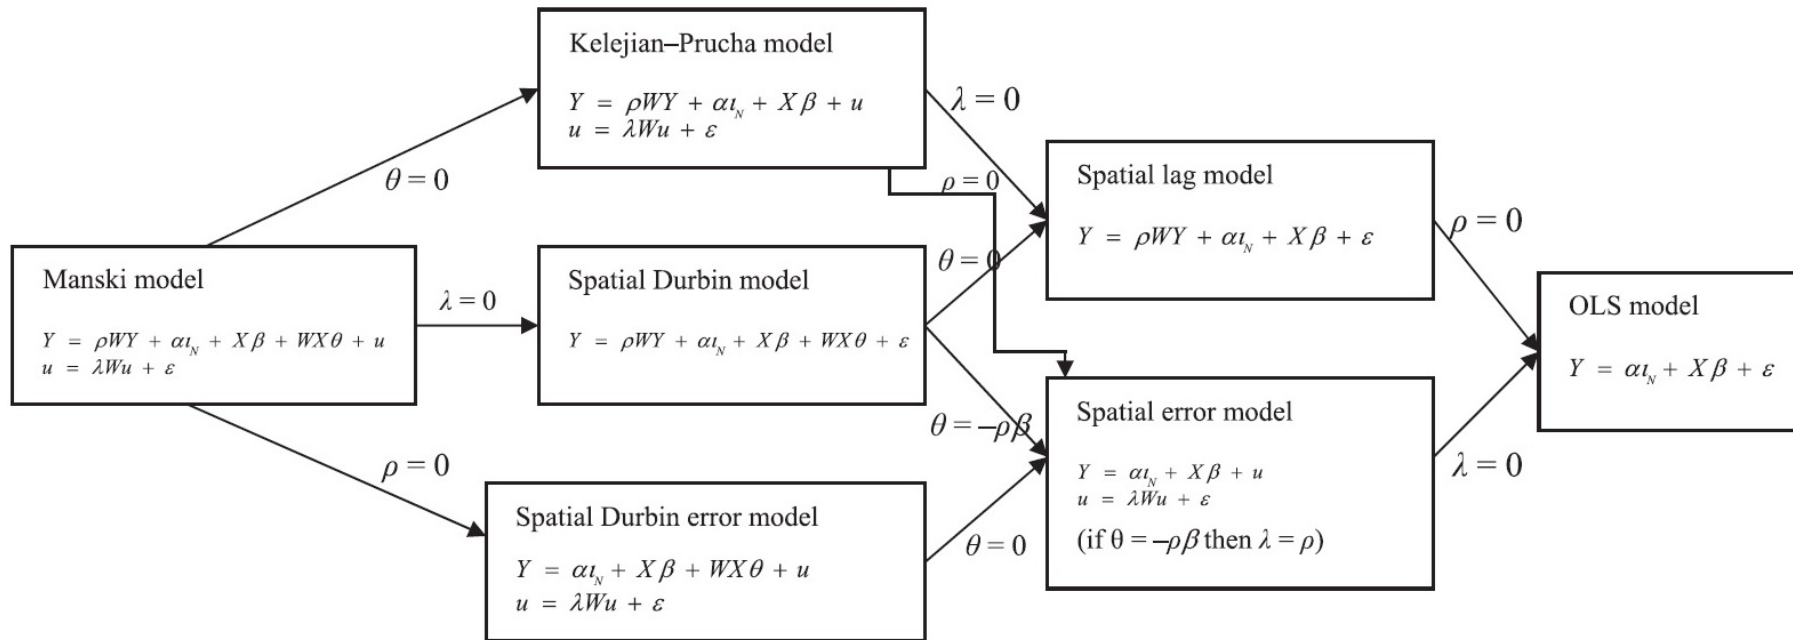 Kelejian–Prucha model
Y = ρWY + αι_N + Xβ + u
u = λWu + ε
λ = 0
θ = 0
ρ = 0
Spatial lag model
Y = ρWY + αι_N + Xβ + ε
ρ = 0
Manski model
Y = ρWY + αι_N + Xβ + WXθ + u
u = λWu + ε
λ = 0
Spatial Durbin model
Y = ρWY + αι_N + Xβ + WXθ + ε
θ = 0
OLS model
Y = αι_N + Xβ + ε
θ = –ρβ
Spatial error model
Y = αι_N + Xβ + u
u = λWu + ε
(if θ = –ρβ then λ = ρ)
λ = 0
ρ = 0
Spatial Durbin error model
Y = αι_N + Xβ + WXθ + u
u = λWu + ε
θ = 0